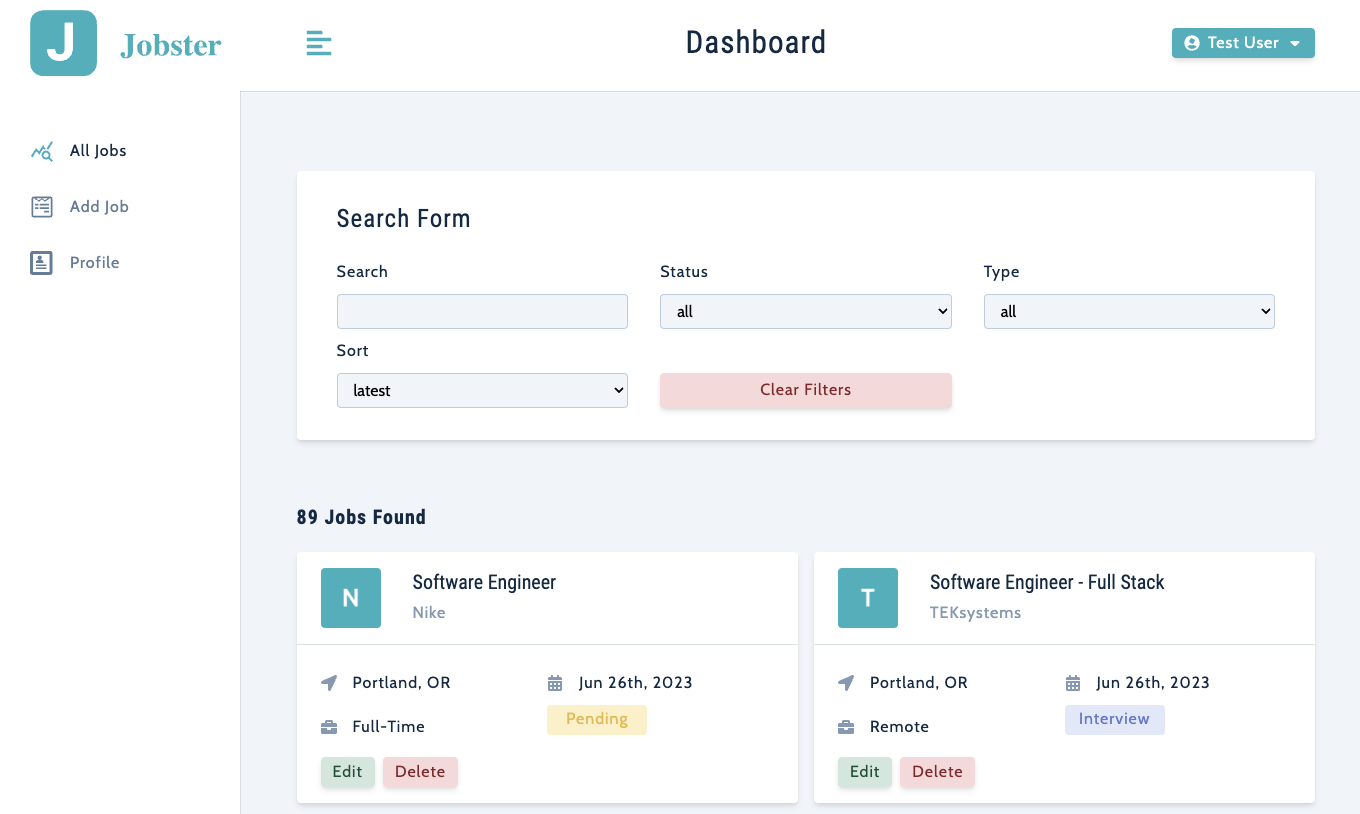 J Jobster
Dashboard
Test User
All Jobs
Add Job
Profile
Search Form
Search
Status
Type
all
all
Sort
latest
Clear Filters
89 Jobs Found
N
Software Engineer
Nike
Portland, OR
Jun 26th, 2023
Full-Time
Pending
Edit
Delete
T
Software Engineer - Full Stack
TEKsystems
Portland, OR
Jun 26th, 2023
Remote
Interview
Edit
Delete